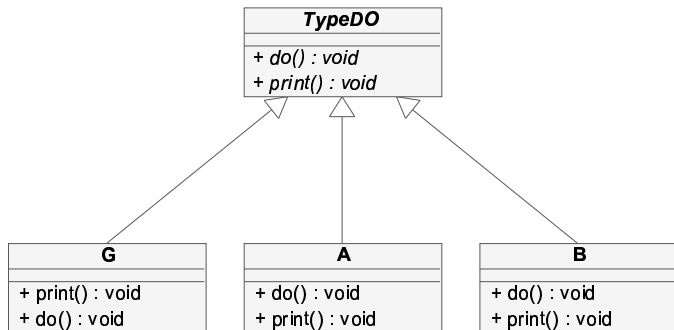 TypeDO
+ do() : void
+ print() : void
G
+ print() : void
+ do() : void
A
+ do() : void
+ print() : void
B
+ do() : void
+ print() : void